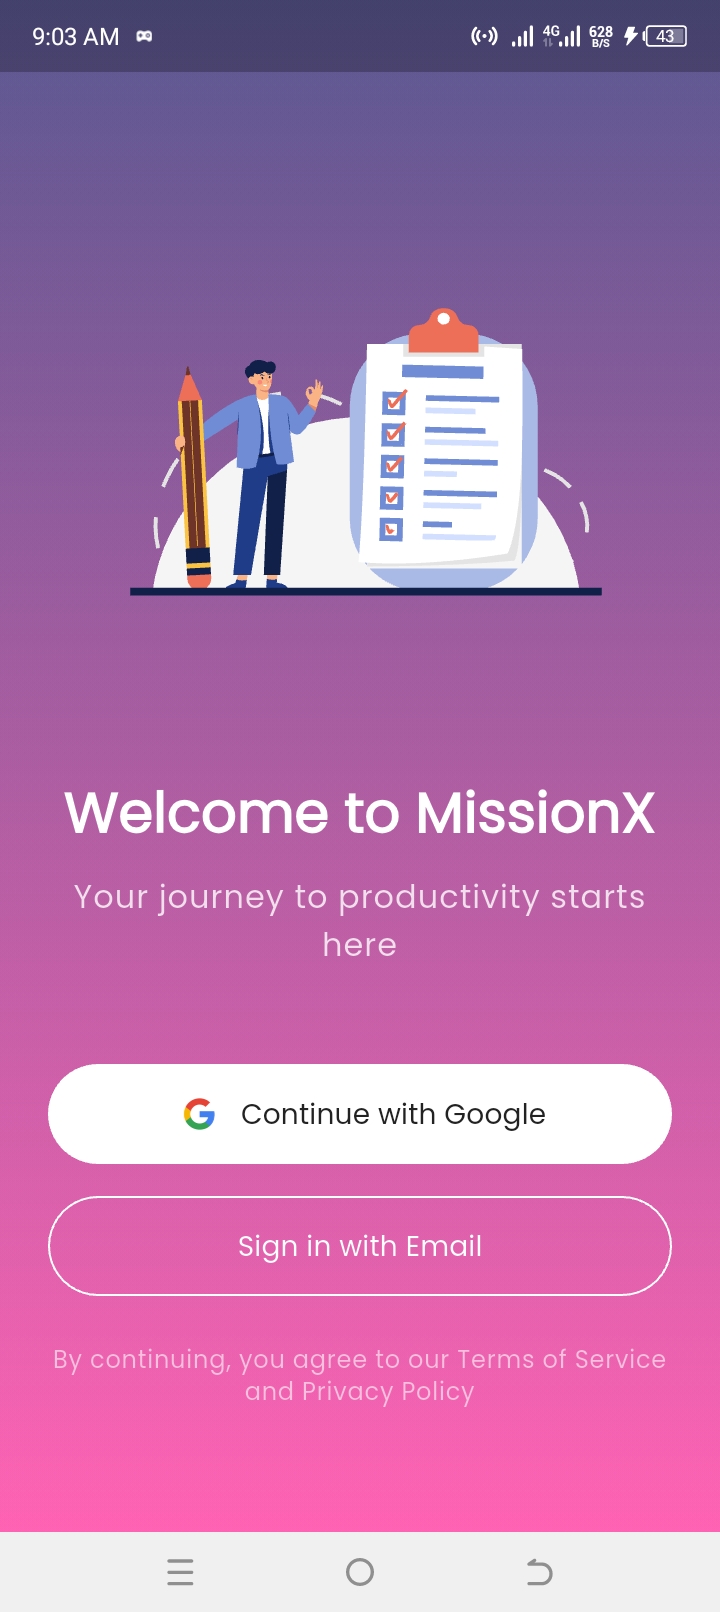 9:03 AM 4G 628 B/S 43
Welcome to MissionX
Your journey to productivity starts
here
Continue with Google
Sign in with Email
By continuing, you agree to our Terms of Service
and Privacy Policy